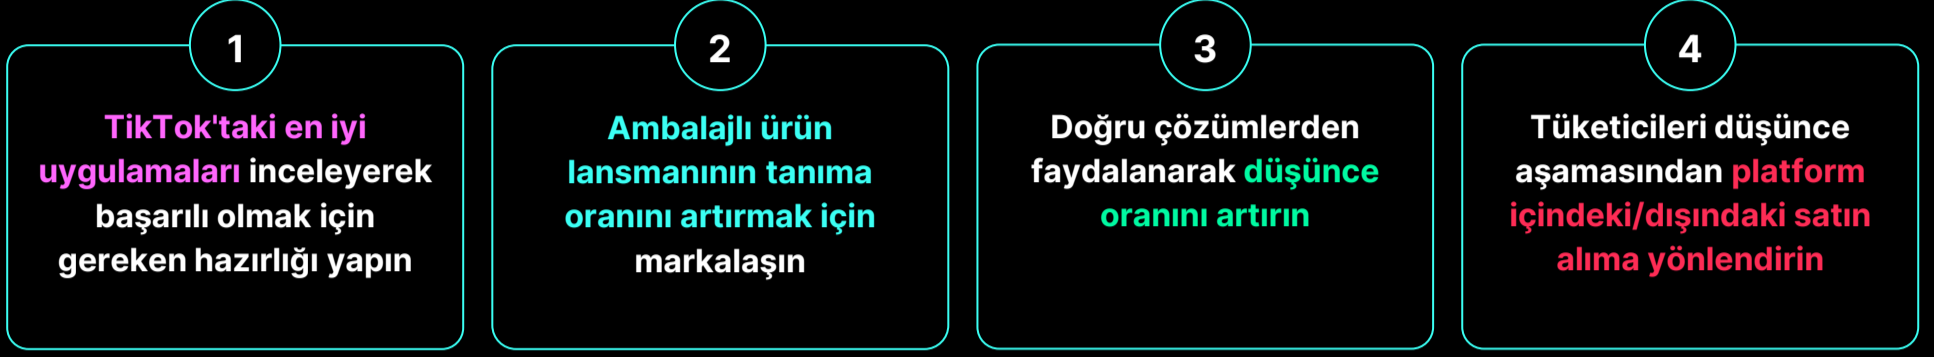 1
TikTok'taki en iyi
uygulamaları inceleyerek
başarılı olmak için
gereken hazırlığı yapın
2
Ambalajlı ürün
lansmanının tanıma
oranını artırmak için
markalaşın
3
Doğru çözümlerden
faydalanarak düşünce
oranını artırın
4
Tüketicileri düşünce
aşamasından platform
içindeki/dışındaki satın
alıma yönlendirin